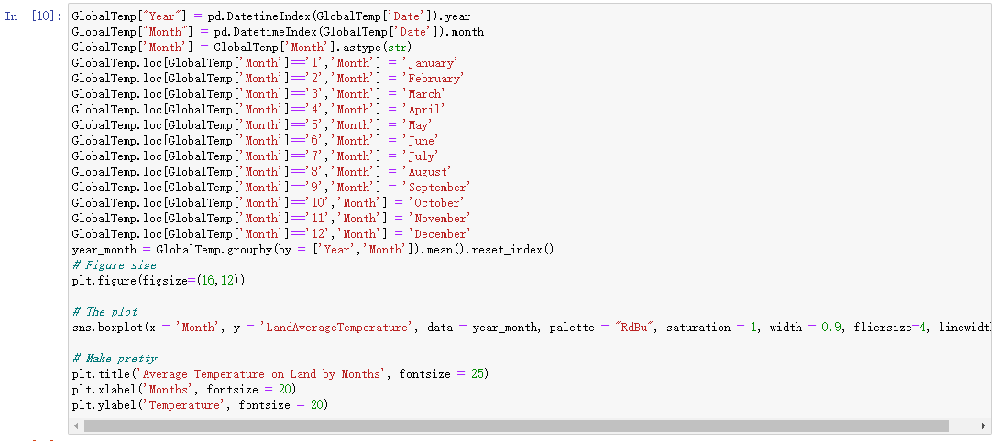 In [10]: GlobalTemp["Year"] = pd.DatetimeIndex(GlobalTemp['Date']).year
GlobalTemp["Month"] = pd.DatetimeIndex(GlobalTemp['Date']).month
GlobalTemp['Month'] = GlobalTemp['Month'].astype(str)
GlobalTemp.loc[GlobalTemp['Month']=='1','Month'] = 'January'
GlobalTemp.loc[GlobalTemp['Month']=='2','Month'] = 'February'
GlobalTemp.loc[GlobalTemp['Month']=='3','Month'] = 'March'
GlobalTemp.loc[GlobalTemp['Month']=='4','Month'] = 'April'
GlobalTemp.loc[GlobalTemp['Month']=='5','Month'] = 'May'
GlobalTemp.loc[GlobalTemp['Month']=='6','Month'] = 'June'
GlobalTemp.loc[GlobalTemp['Month']=='7','Month'] = 'July'
GlobalTemp.loc[GlobalTemp['Month']=='8','Month'] = 'August'
GlobalTemp.loc[GlobalTemp['Month']=='9','Month'] = 'September'
GlobalTemp.loc[GlobalTemp['Month']=='10','Month'] = 'October'
GlobalTemp.loc[GlobalTemp['Month']=='11','Month'] = 'November'
GlobalTemp.loc[GlobalTemp['Month']=='12','Month'] = 'December'
year_month = GlobalTemp.groupby(by = ['Year','Month']).mean().reset_index()
# Figure size
plt.figure(figsize=(16,12))
# The plot
sns.boxplot(x = 'Month', y = 'LandAverageTemperature', data = year_month, palette = "RdBu", saturation = 1, width = 0.9, fliersize=4, linewidth
# Make pretty
plt.title('Average Temperature on Land by Months', fontsize = 25)
plt.xlabel('Months', fontsize = 20)
plt.ylabel('Temperature', fontsize = 20)